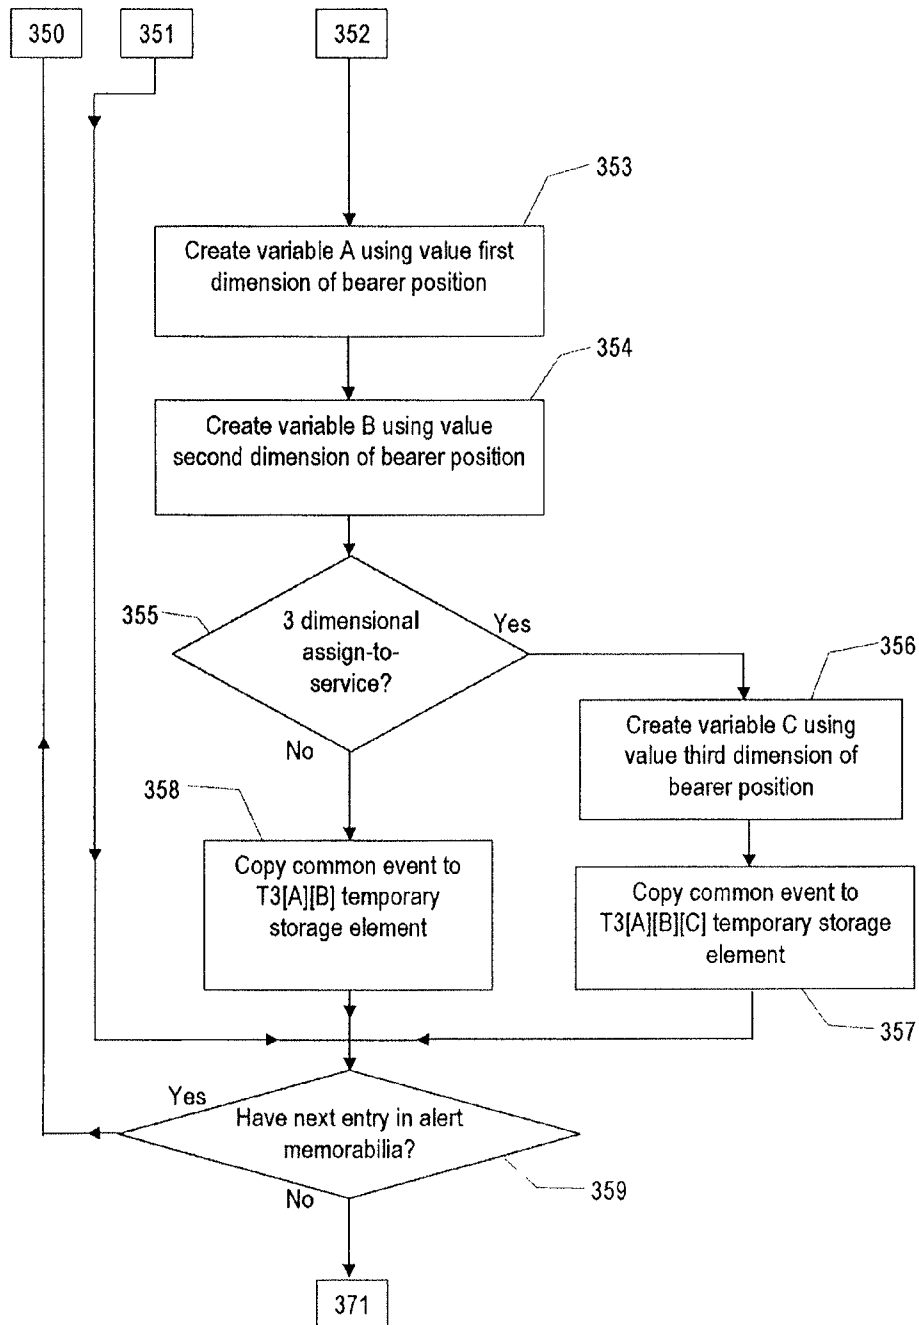 350
351
352
353
Create variable A using value first
dimension of bearer position
354
Create variable B using value
second dimension of bearer position
355
3 dimensional
assign-to-
service?
Yes
No
356
Create variable C using
value third dimension of
bearer position
358
Copy common event to
T3[A][B] temporary
storage element
Copy common event to
T3[A][B][C] temporary storage
element
357
Yes
Have next entry in alert
memorabilia?
No
359
371